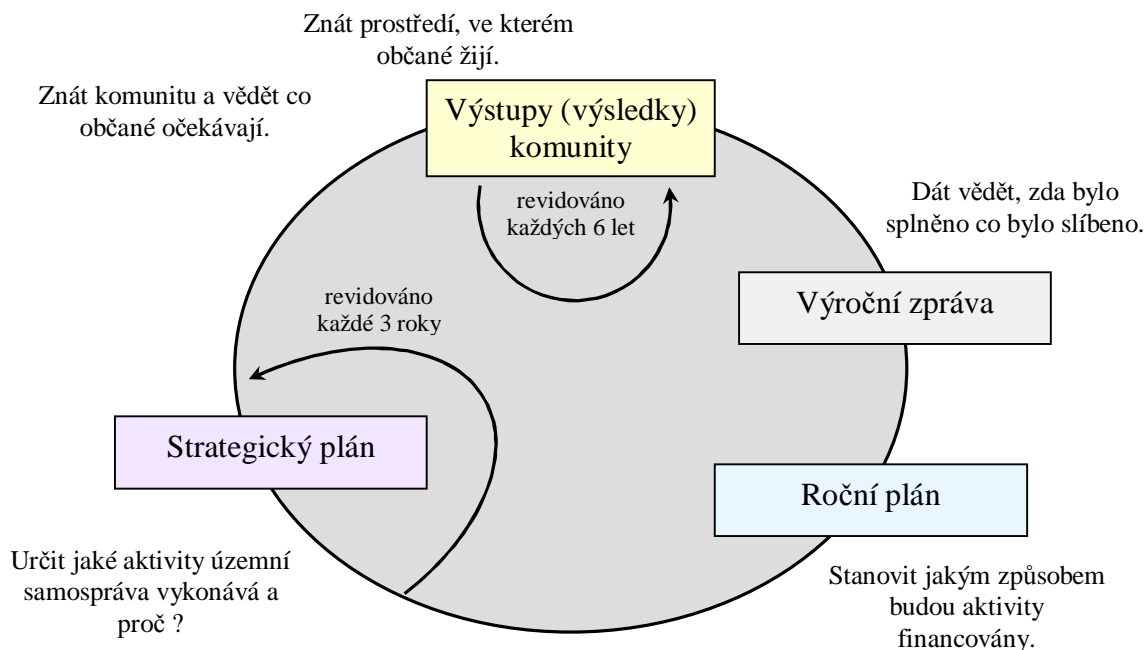 Znát prostředí, ve kterém
občané žijí.
Znát komunitu a vědět co
občané očekávají.
Výstupy (výsledky)
komunity
revidováno
každých 6 let
Dát vědět, zda bylo
splněno co bylo slíbeno.
Výroční zpráva
revidováno
každé 3 roky
Strategický plán
Roční plán
Určit jaké aktivity územní
samospráva vykonává a
proč ?
Stanovit jakým způsobem
budou aktivity
financovány.